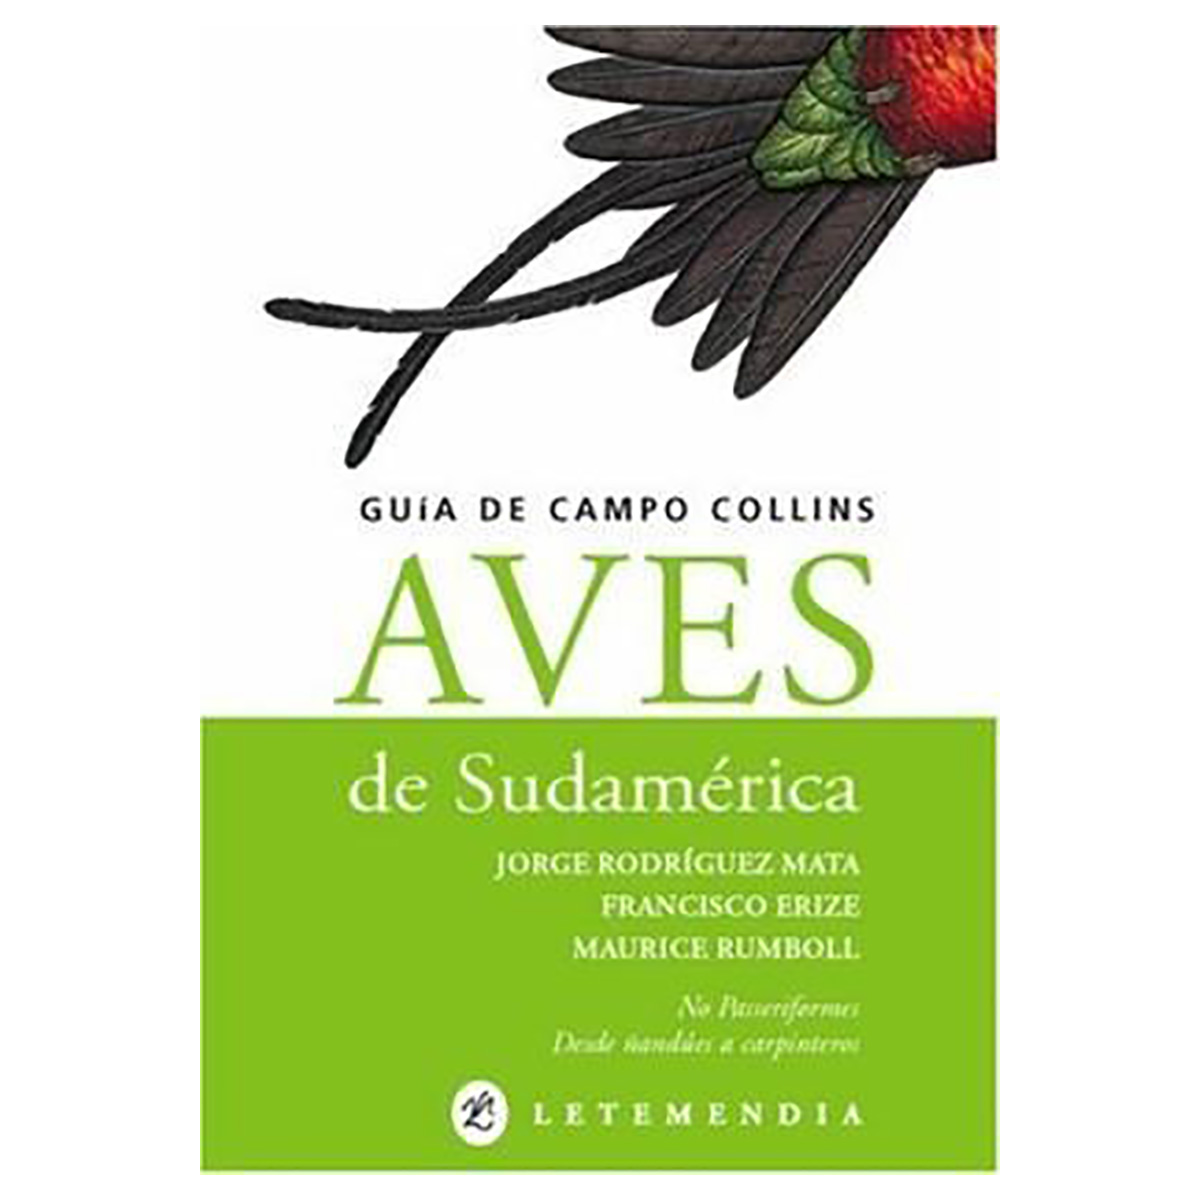 GUíA DE CAMPO COLLINS
AVES
de Sudamérica
JORGE RODRÍGUEZ MATA
FRANCISCO ERIZE
MAURICE RUMBOLL
No Passeriformes
Desde ñandúes a carpinteros
LETEMENDIA